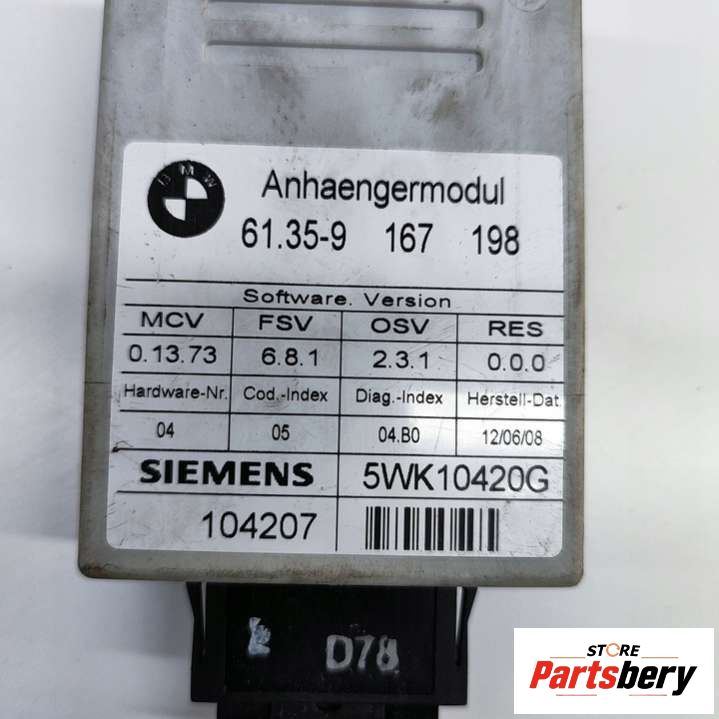 BMW
Anhaengermodul
61.35-9 167 198
Software. Version
MCV FSV OSV RES
0.13.73 6.8.1 2.3.1 0.0.0
Hardware-Nr. Cod.-Index Diag.-Index Herstell-Dat
04 05 04.B0 12/06/08
SIEMENS 5WK10420G
104207
D78
STORE
Partsbery